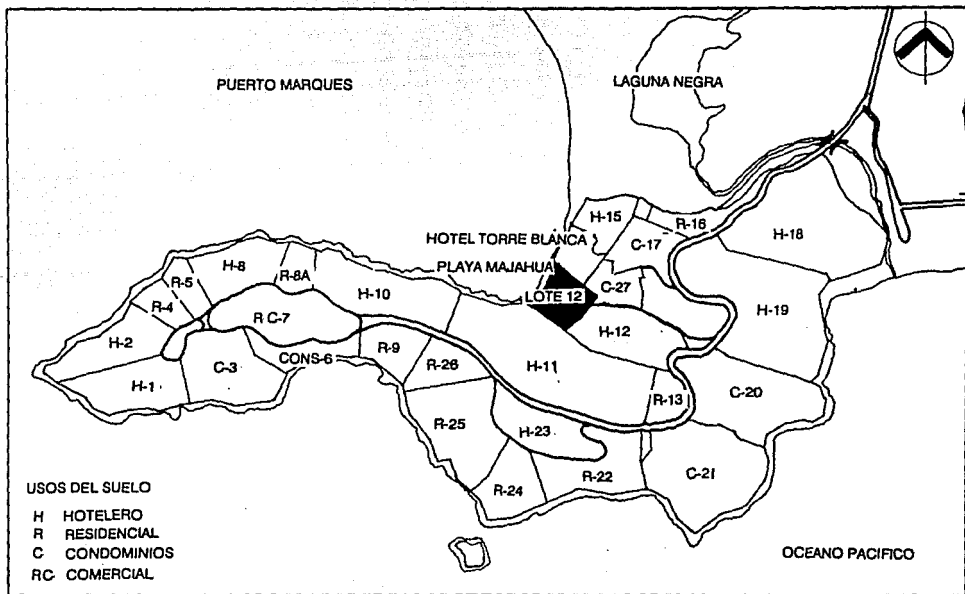 PUERTO MARQUES
LAGUNA NEGRA
H-15
R-16
HOTEL TORRE BLANCA
C-17
H-18
PLAYA MAJAHUA
H-8
R-5
R-8A
C-27
LOTE 12
R-4
H-10
H-19
R C-7
H-12
H-2
R-9
CONS-6
R-26
H-11
C-3
H-1
R-13
C-20
R-25
H-23
C-21
R-24
R-22
USOS DEL SUELO
H HOTELERO
R RESIDENCIAL
C CONDOMINIOS
RC COMERCIAL
OCEANO PACIFICO